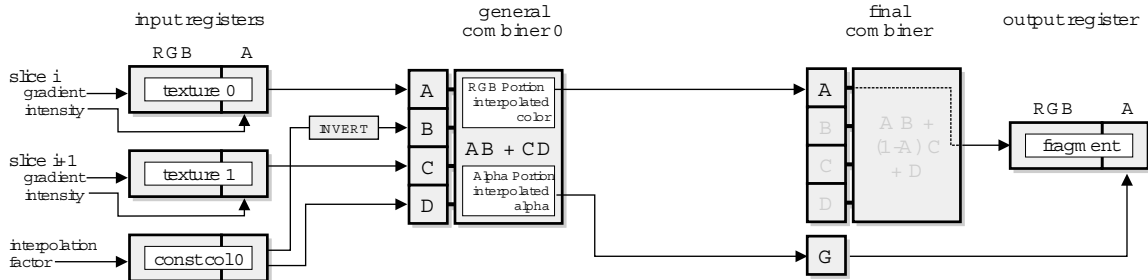 input registers
general
combiner 0
final
combiner
output register
RGB A
slice i
gradient
intensity
texture 0
A
B
C
D
RGB Portion
interpolated
color
AB + CD
Alpha Portion
interpolated
alpha
INVERT
slice i+1
gradient
intensity
texture 1
interpolation
factor
const col0
A
B
C
D
AB +
(1-A)C
+ D
G
RGB A
fragment